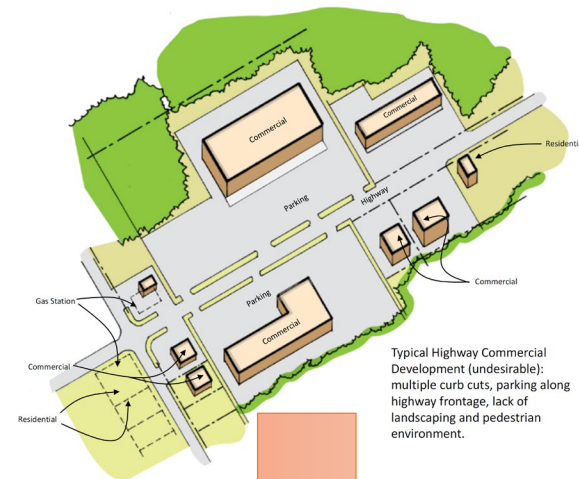 Commercial
Commercial
Residenti
Parking
Highway
Commercial
Gas Station
Parking
Commercial
Commercial
Residential
Typical Highway Commercial
Development (undesirable):
multiple curb cuts, parking along
highway frontage, lack of
landscaping and pedestrian
environment.